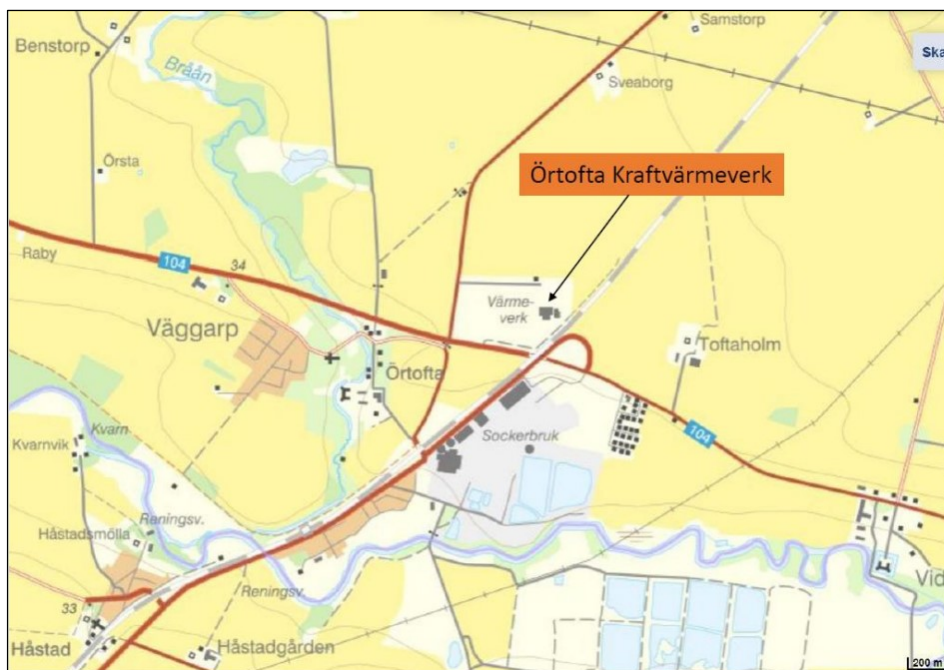 Benstorp
Bråån
Samstorp
Ska
Sveaborg
Örsta
Örtofta Kraftvärmeverk
Raby
104
34
Värme-
verk
Väggarp
Toftaholm
Örtofta
Kvarnvik
Kvarn
Sockerbruk
104
Reningsv.
Håstadsmölla
Vid
33
Reningsv.
Håstad
Håstadgården
200 m